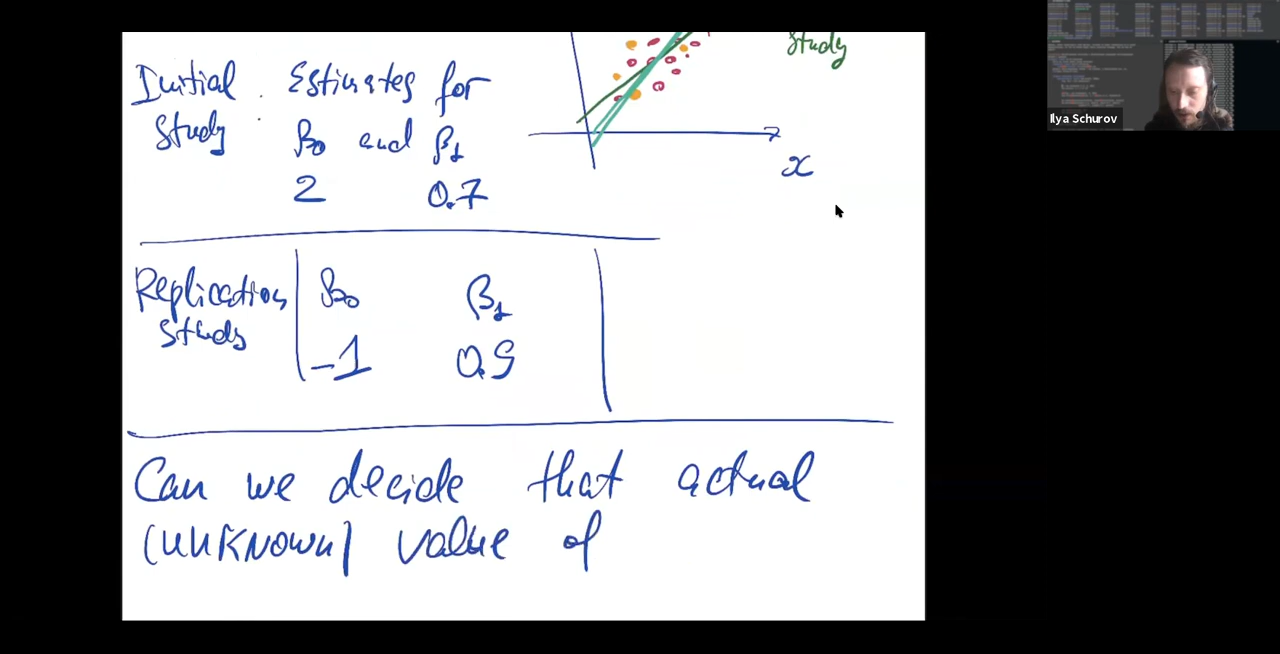 Initial : Estimates for
Study β0 and β1
2 0.7
study
x
Replication β0 β1
study
-1 0.9
Can we decide that actual
(unknown) value of
Ilya Schurov